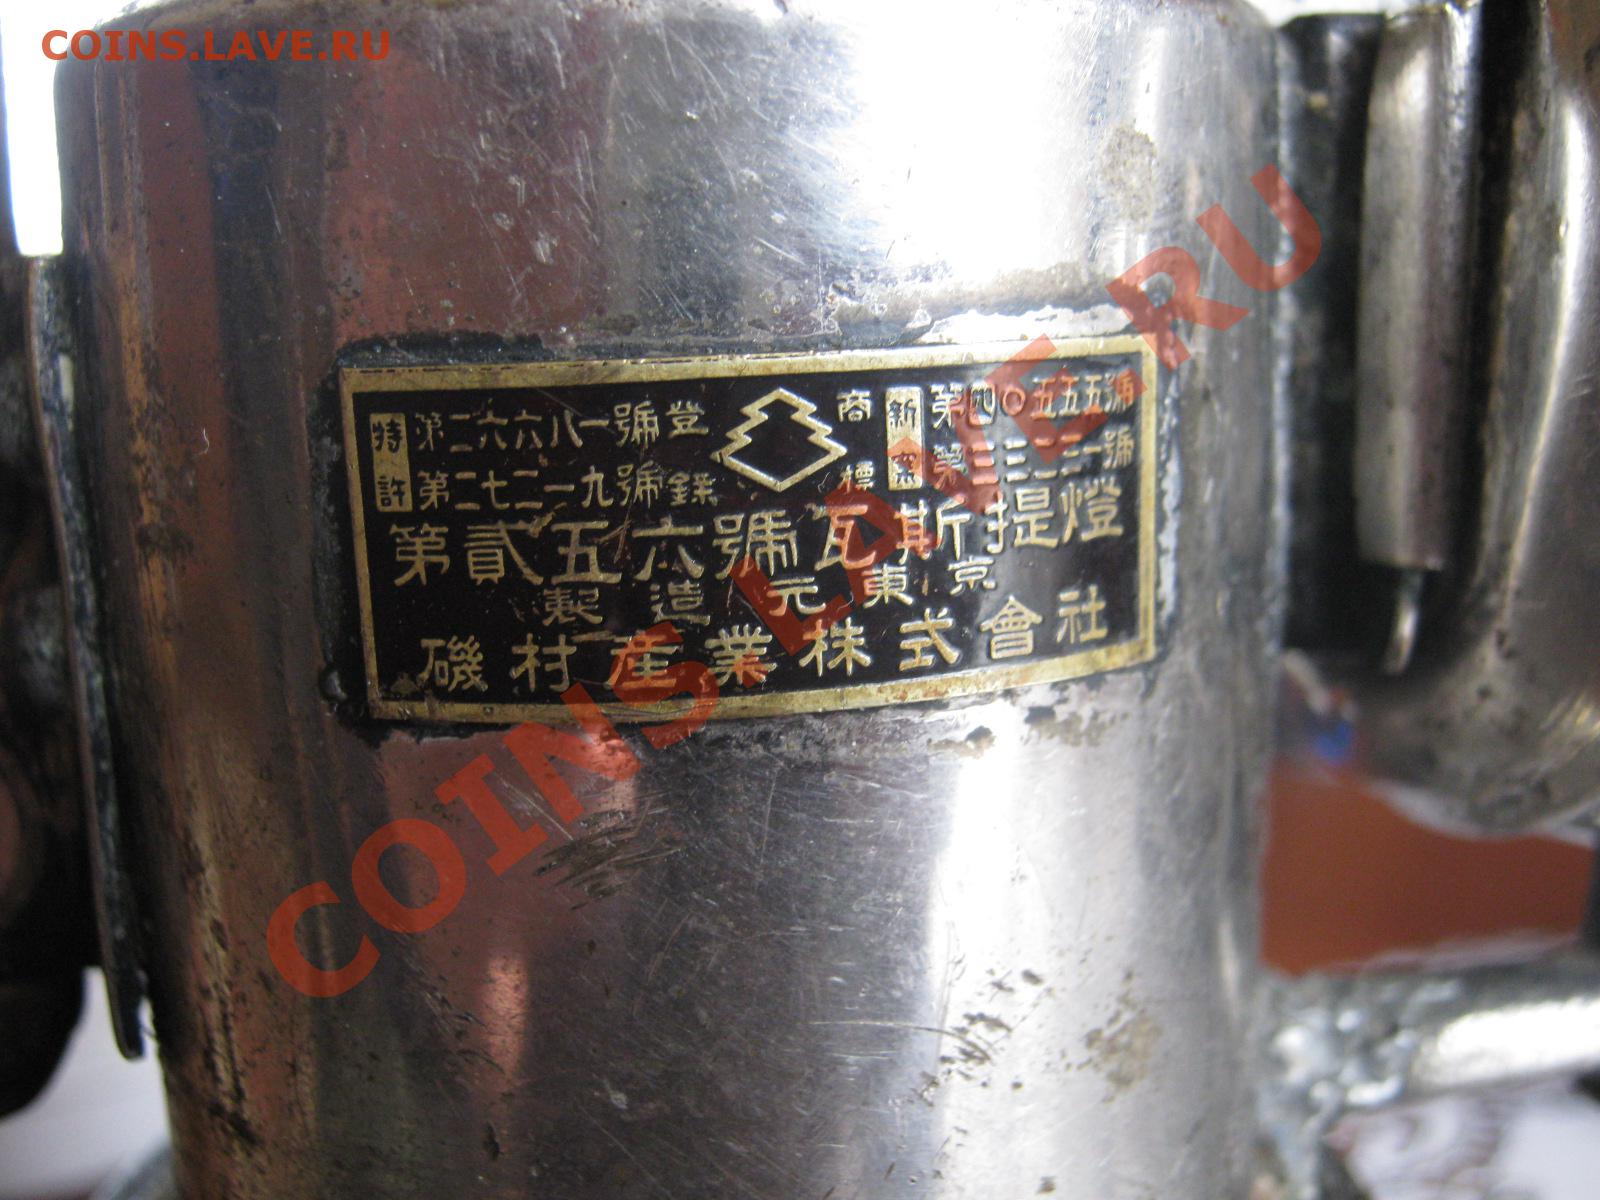 COINS.LAVE.RU
特許 第二六六八一號登 商 新案 第四〇五五五號
第二七二一九號錄 標 第三三二三一號
第貳五六號瓦斯提燈
製造元 東京
磯村産業株式會社
COINS.LAVE.RU